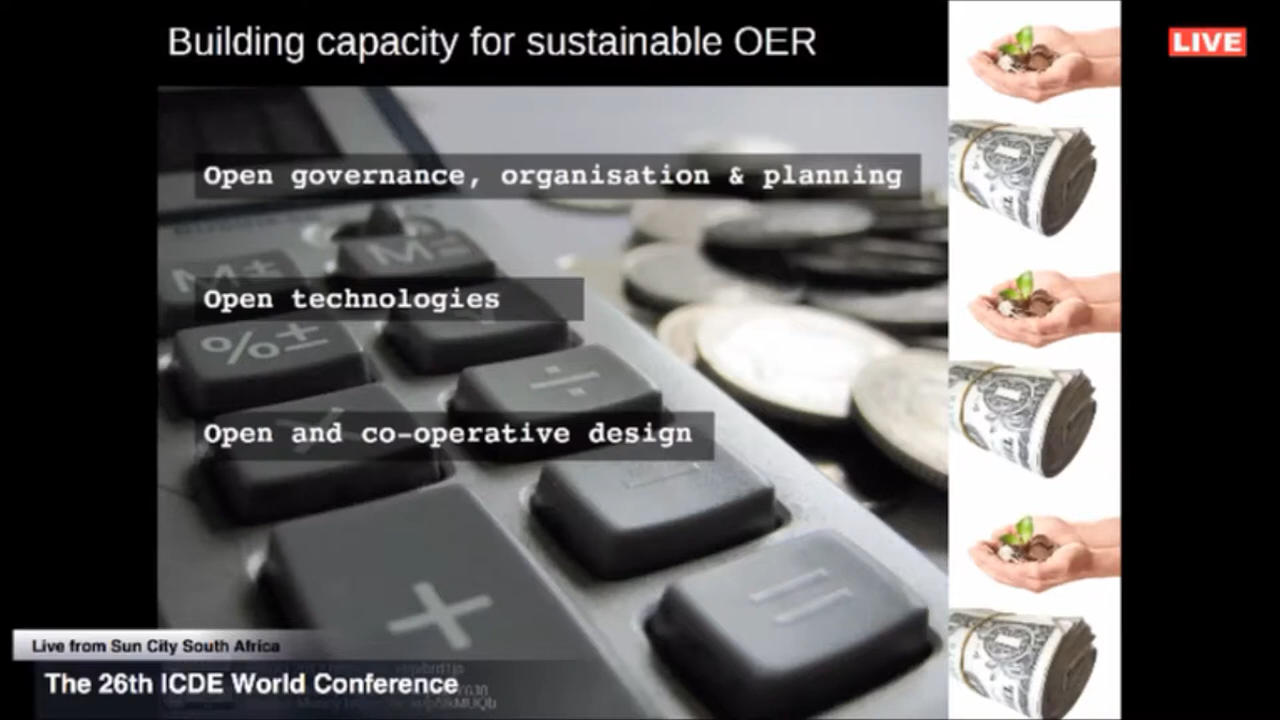 Building capacity for sustainable OER
LIVE
Open governance, organisation & planning
Open technologies
Open and co-operative design
M±
M=
%±
÷
+
=
Live from Sun City South Africa
The 26th ICDE World Conference